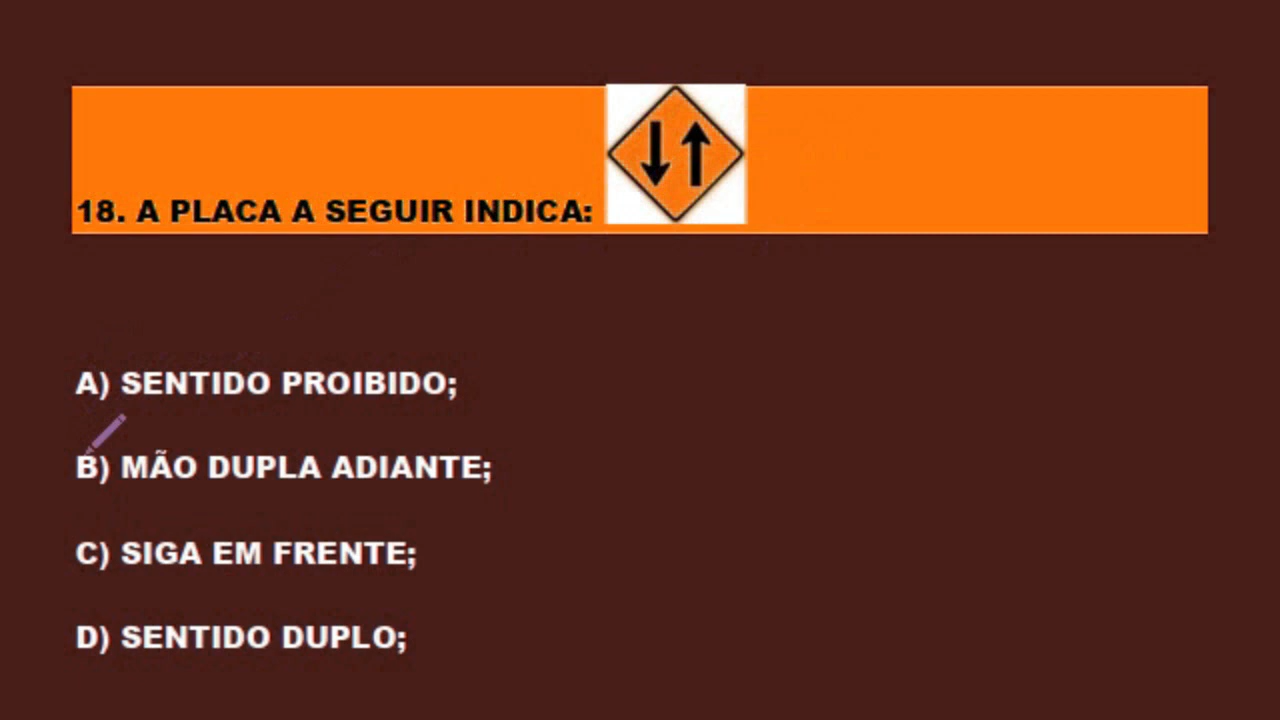 18. A PLACA A SEGUIR INDICA:
A) SENTIDO PROIBIDO;
B) MÃO DUPLA ADIANTE;
C) SIGA EM FRENTE;
D) SENTIDO DUPLO;